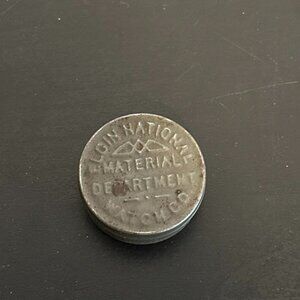 ELGIN NATIONAL
MATERIAL
DEPARTMENT
WATCH CO